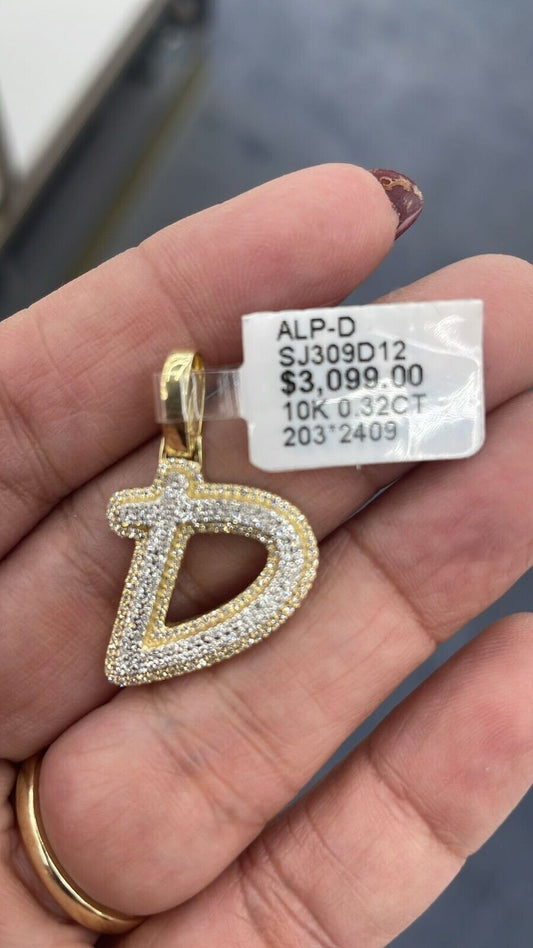 ALP-D
SJ309D12
$3,099.00
10K 0.32CT
203*2409
D